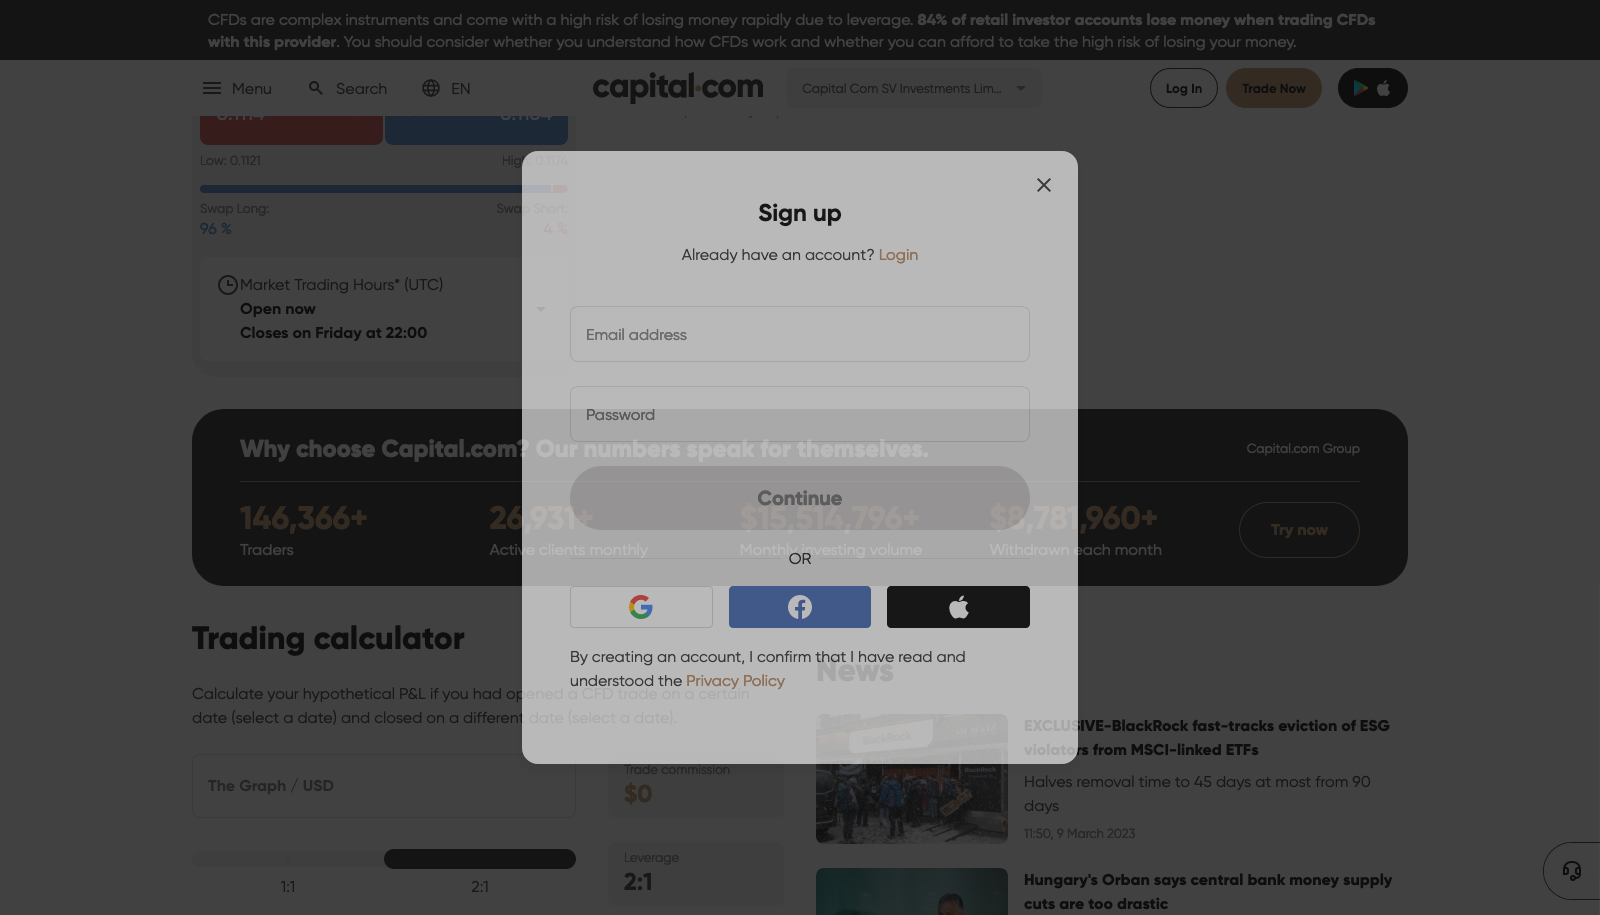 CFDs are complex instruments and come with a high risk of losing money rapidly due to leverage. 84% of retail investor accounts lose money when trading CFDs
with this provider. You should consider whether you understand how CFDs work and whether you can afford to take the high risk of losing your money.
Menu
Search
EN
capital.com
Capital Com SV Investments Lim...
Log In
Trade Now
Low: 0.1121
High: 0.1174
Swap Long:
Swap Short:
96 %
4 %
Market Trading Hours* (UTC)
Open now
Closes on Friday at 22:00
Sign up
Already have an account? Login
Email address
Password
Continue
OR
By creating an account, I confirm that I have read and
understood the Privacy Policy
Why choose Capital.com? Our numbers speak for themselves.
Capital.com Group
146,366+
Traders
26,931+
Active clients monthly
$15,514,796+
Monthly investing volume
$8,781,960+
Withdrawn each month
Try now
Trading calculator
Calculate your hypothetical P&L if you had opened a CFD trade on a certain
date (select a date) and closed on a different date (select a date).
The Graph / USD
Trade commission
$0
1:1
2:1
Leverage
2:1
News
BlackRock
BlackRock
EXCLUSIVE-BlackRock fast-tracks eviction of ESG
violators from MSCI-linked ETFs
Halves removal time to 45 days at most from 90
days
11:50, 9 March 2023
Hungary's Orban says central bank money supply
cuts are too drastic